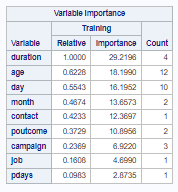 Variable Importance
Training
Variable Relative Importance Count
duration 1.0000 29.2196 4
age 0.6228 18.1990 12
day 0.5543 16.1952 10
month 0.4674 13.6573 2
contact 0.4233 12.3697 1
poutcome 0.3729 10.8956 2
campaign 0.2369 6.9220 3
job 0.1608 4.6990 1
pdays 0.0983 2.8735 1